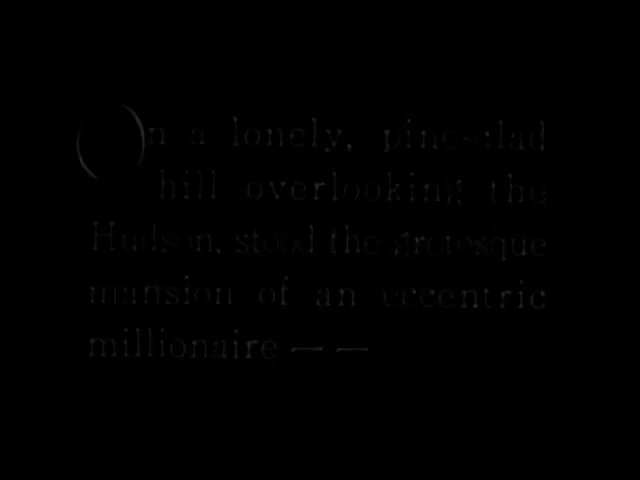 On a lonely, pine-clad
hill overlooking the
Hudson, stood the grotesque
mansion of an eccentric
millionaire — —